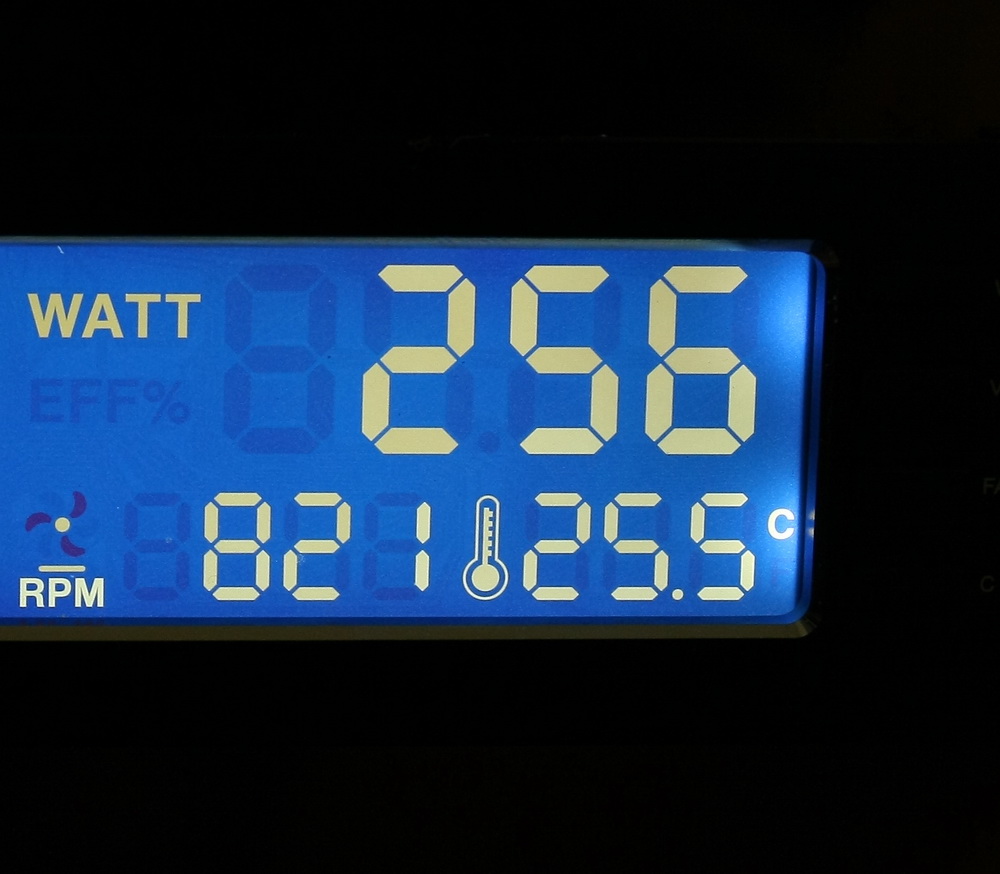 WATT 256
EFF%
821 25.5 C
RPM